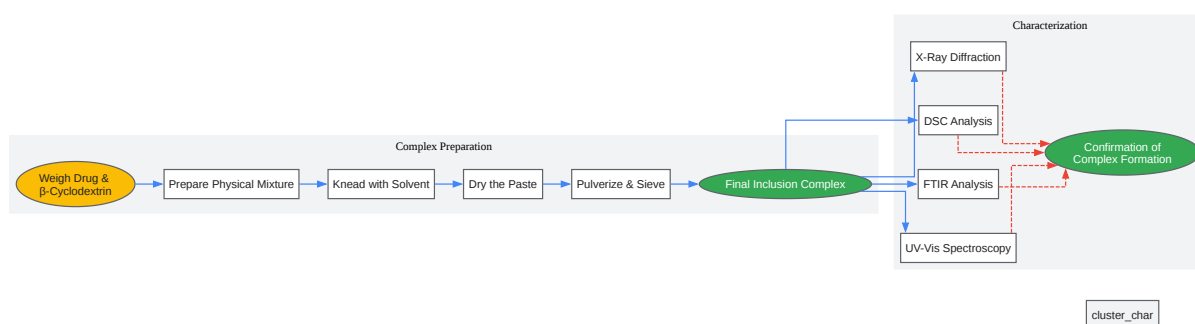 Characterization
X-Ray Diffraction
DSC Analysis
Complex Preparation
Confirmation of
Complex Formation
Weigh Drug &
β-Cyclodextrin
Prepare Physical Mixture
Knead with Solvent
Dry the Paste
Pulverize & Sieve
Final Inclusion Complex
FTIR Analysis
UV-Vis Spectroscopy
cluster_char